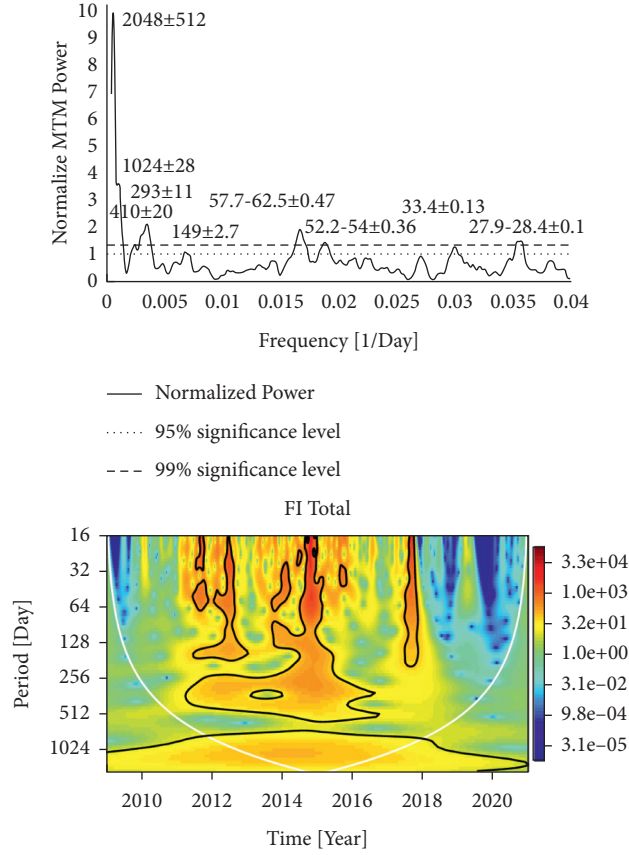 10
9
8
7
6
5
4
3
2
1
0
Normalize MTM Power
2048±512
1024±28
293±11
410±20
149±2.7
57.7-62.5±0.47
52.2-54±0.36
33.4±0.13
27.9-28.4±0.1
0 0.005 0.01 0.015 0.02 0.025 0.03 0.035 0.04
Frequency [1/Day]
Normalized Power
95% significance level
99% significance level
FI Total
16
32
64
128
256
512
1024
Period [Day]
2010 2012 2014 2016 2018 2020
Time [Year]
3.3e+04
1.0e+03
3.2e+01
1.0e+00
3.1e−02
9.8e−04
3.1e−05